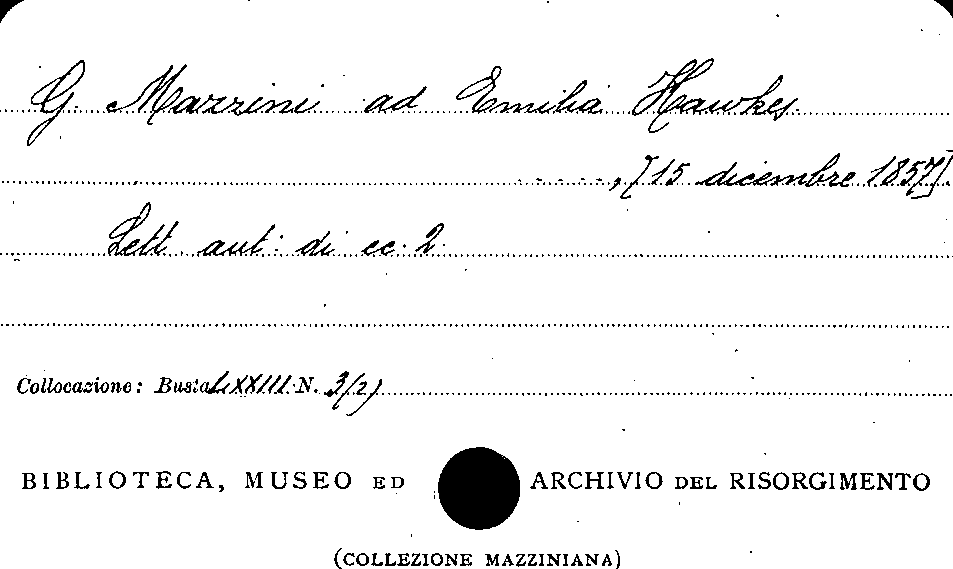 G. Mazzini ad Emilia Hawkes
....., [15 dicembre 1857].
Lett. aut. di cc. 2.
Collocazione: Busta LXXIII N. 3/2)
BIBLIOTECA, MUSEO ED ARCHIVIO DEL RISORGIMENTO
(COLLEZIONE MAZZINIANA)